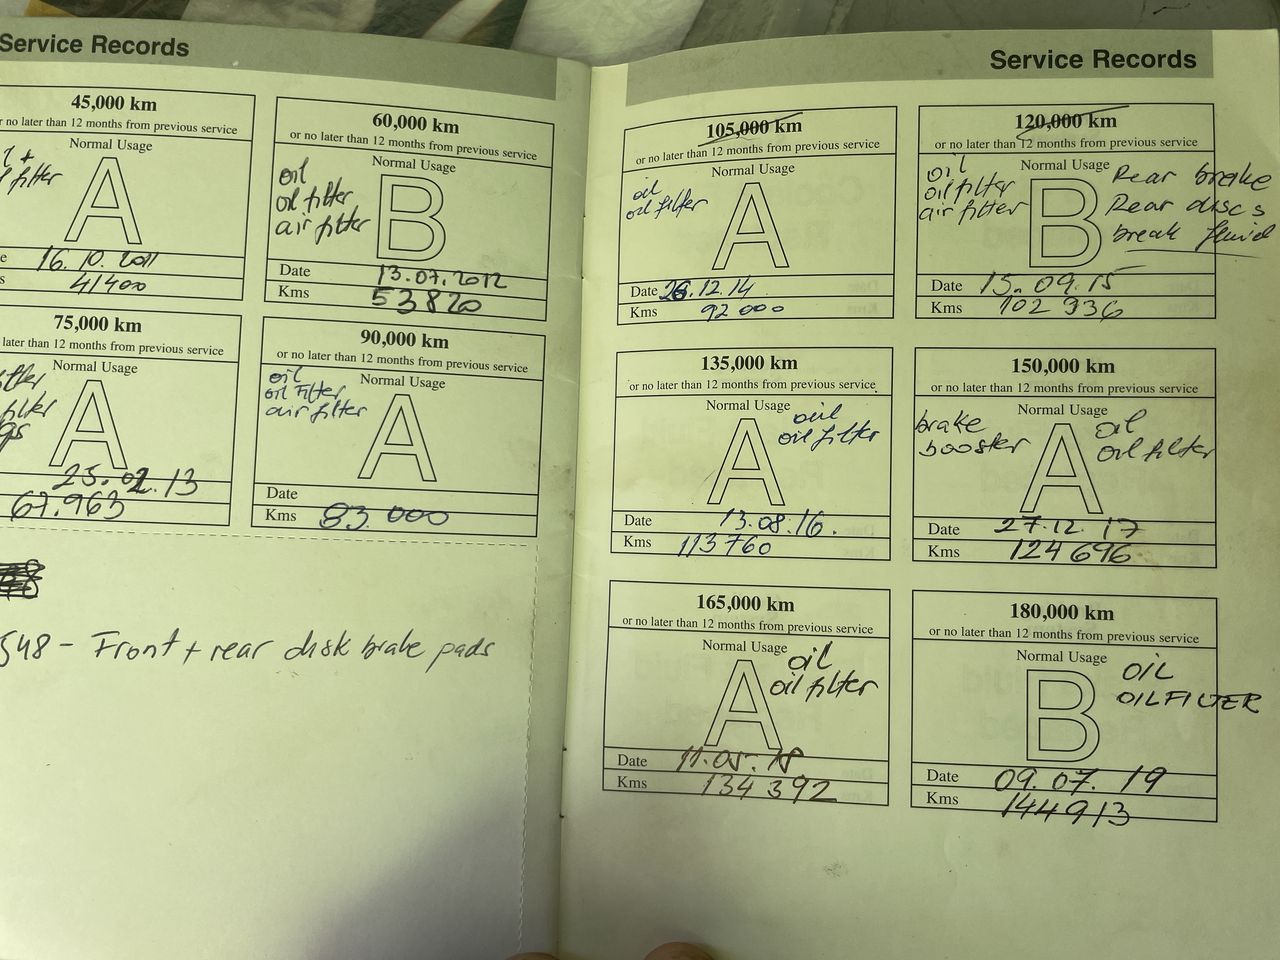 Service Records
45,000 km
or no later than 12 months from previous service
Normal Usage
filter
A
16.10.2011
41400
60,000 km
or no later than 12 months from previous service
Normal Usage
oil
oil filter
air filter
B
Date 13.07.2012
Kms 53820
75,000 km
no later than 12 months from previous service
Normal Usage
A
25.02.13
67.963
90,000 km
or no later than 12 months from previous service
Normal Usage
oil
oil filter
air filter
A
Date
Kms 83 000
548 - Front + rear disk brake pads
Service Records
105,000 km
or no later than 12 months from previous service
Normal Usage
oil
oil filter
A
Date 26.12.14
Kms 92 000
120,000 km
or no later than 12 months from previous service
Normal Usage
oil
oil filter
air filter
B
Rear brake
Rear discs
break fluid
Date 15.09.15
Kms 102 936
135,000 km
or no later than 12 months from previous service
Normal Usage
oil
oil filter
A
Date 13.08.16.
Kms 113760
150,000 km
or no later than 12 months from previous service
Normal Usage
brake
booster
A
oil
oil filter
Date 27.12.17
Kms 124696
165,000 km
or no later than 12 months from previous service
Normal Usage
oil
oil filter
A
Date 11.05.18
Kms 134 392
180,000 km
or no later than 12 months from previous service
Normal Usage
OIL
OILFILTER
B
Date 09.07.19
Kms 144913